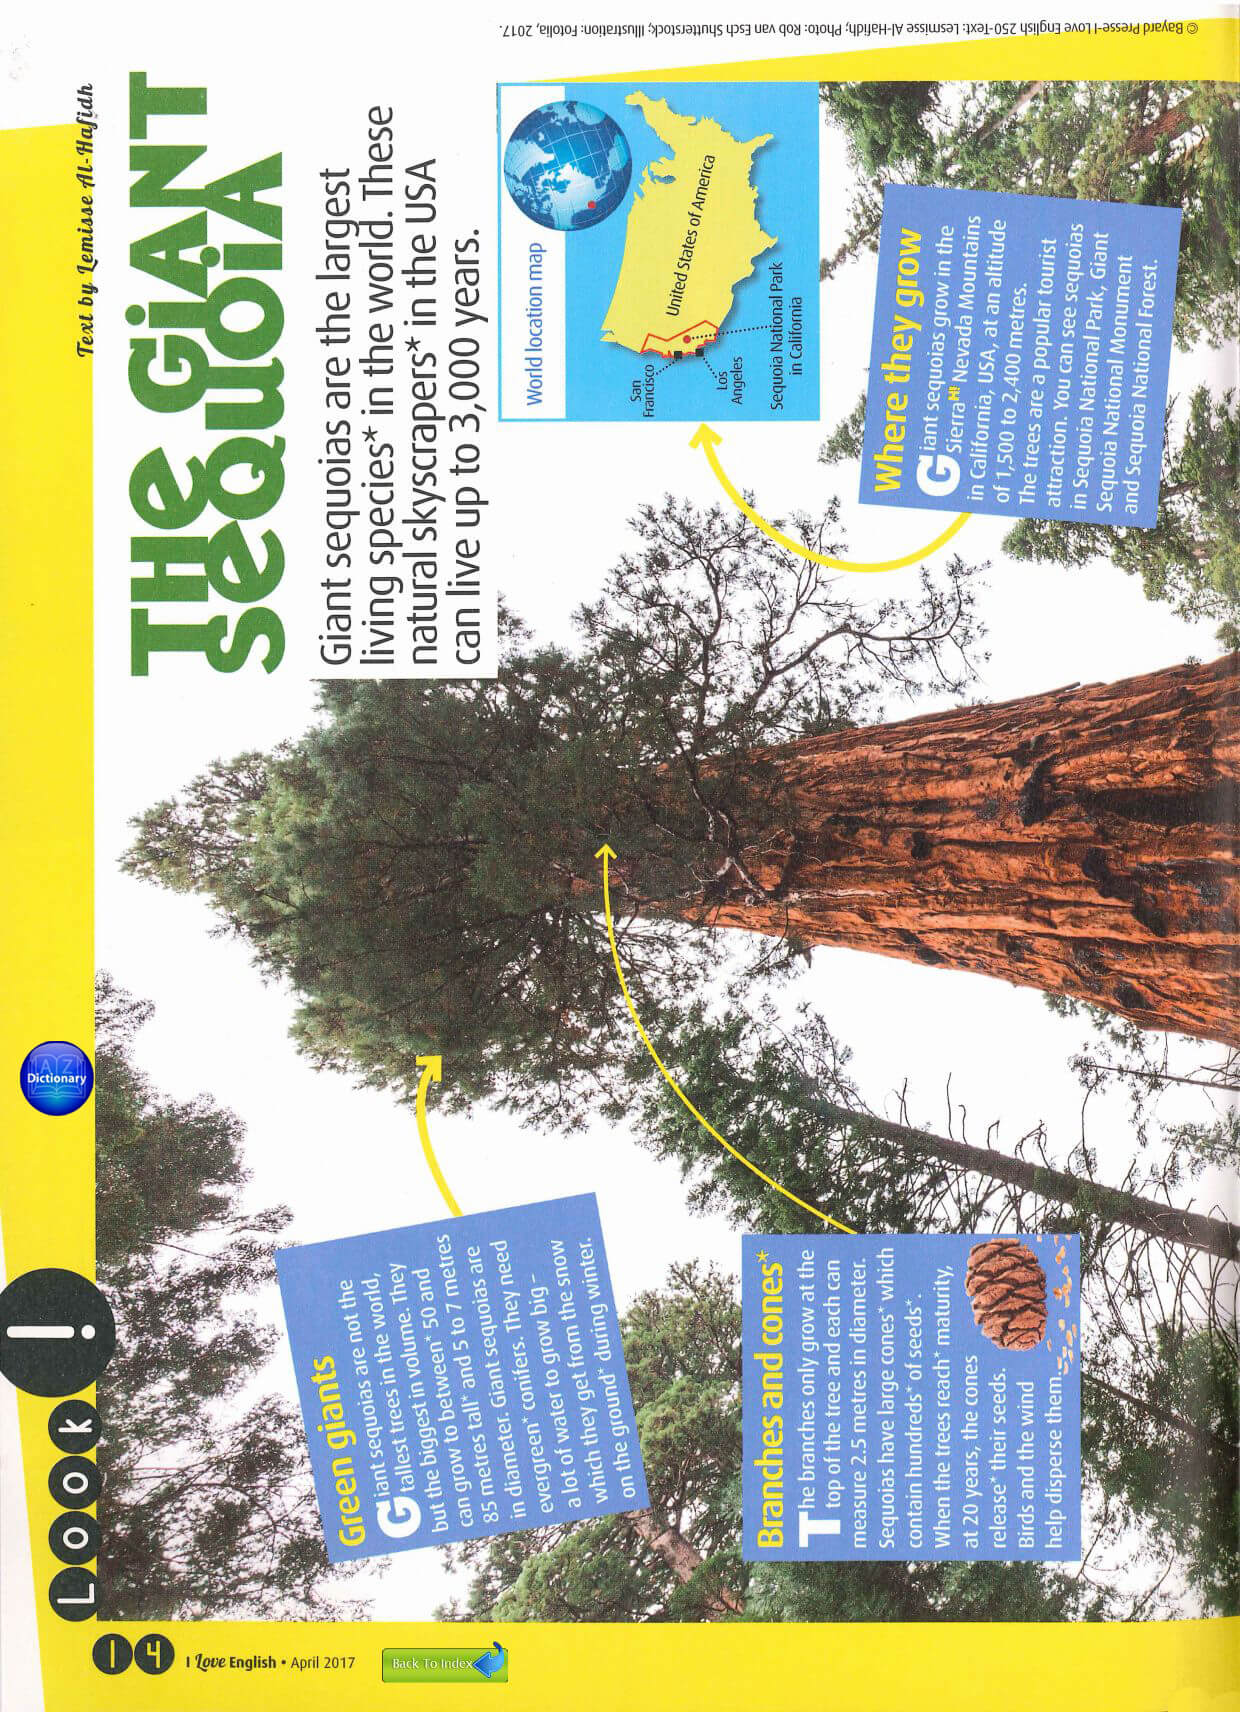 Look!
Dictionary
Text by Lemisse Al-Hafidh
THE GiANT
SeQUOiA
Giant sequoias are the largest
living species* in the world. These
natural skyscrapers* in the USA
can live up to 3,000 years.
Green giants
Giant sequoias are not the
tallest trees in the world,
but the biggest in volume. They
can grow to between* 50 and
85 metres tall* and 5 to 7 metres
in diameter. Giant sequoias are
evergreen* conifers. They need
a lot of water to grow big –
which they get from the snow
on the ground* during winter.
Branches and cones*
The branches only grow at the
top of the tree and each can
measure 2.5 metres in diameter.
Sequoias have large cones* which
contain hundreds* of seeds*.
When the trees reach* maturity,
at 20 years, the cones
release* their seeds.
Birds and the wind
help disperse them.
World location map
United States of America
San
Francisco
Los
Angeles
Sequoia National Park
in California
Where they grow
Giant sequoias grow in the
Sierra H! Nevada Mountains
in California, USA, at an altitude
of 1,500 to 2,400 metres.
The trees are a popular tourist
attraction. You can see sequoias
in Sequoia National Park, Giant
Sequoia National Monument
and Sequoia National Forest.
© Bayard Presse-I Love English 250-Text: Lesmisse Al-Hafidh; Photo: Rob van Esch Shutterstock; Illustration: Fotolia, 2017.
14
I Love English • April 2017
Back To Index